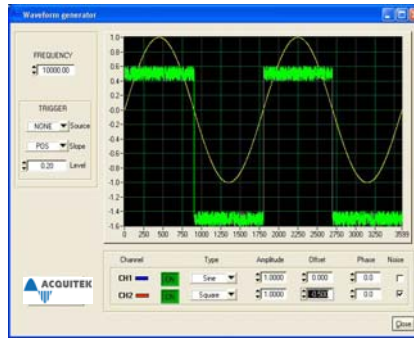 Waveform generator
FREQUENCY
10000.00
TRIGGER
NONE Source
POS Slope
0.20 Level
1.0
0.8
0.6
0.4
0.2
0.0
-0.2
-0.4
-0.6
-0.8
-1.0
-1.2
-1.4
-1.6
0 250 500 750 1000 1250 1500 1750 2000 2250 2500 2750 3000 3250 3599
Channel Type Amplitude Offset Phase Noise
CH1 ON Sine 1.0000 0.000 0.0
CH2 ON Square 1.0000 -0.500 0.0
ACQUITEK
Close